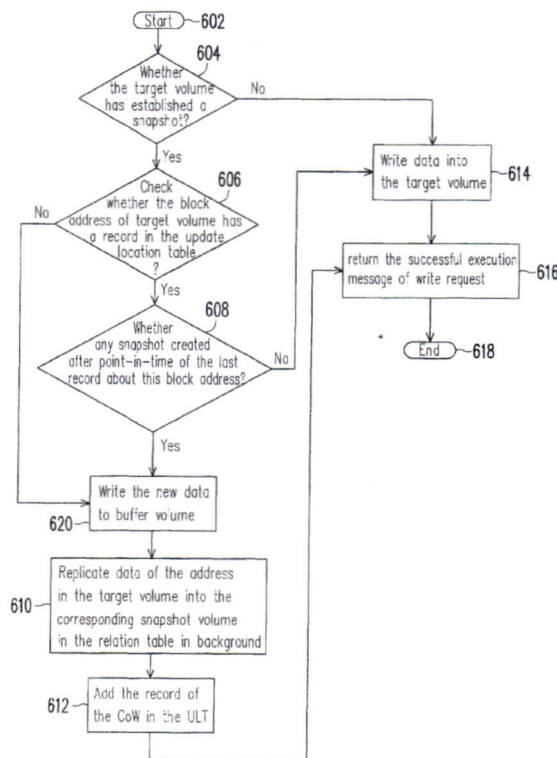 Start
602
604
Whether
the target volume
has established a
snapshot?
No
Yes
606
Check
whether the block
address of target volume has
a record in the update
location table
?
No
Yes
608
Whether
any snapshot created
after point-in-time of the last
record about this block address?
No
Yes
Write the new data
to buffer volume
620
Replicate data of the address
in the target volume into the
corresponding snapshot volume
in the relation table in background
610
Add the record of
the CoW in the ULT
612
Write data into
the target volume
614
return the successful execution
message of write request
616
End
618